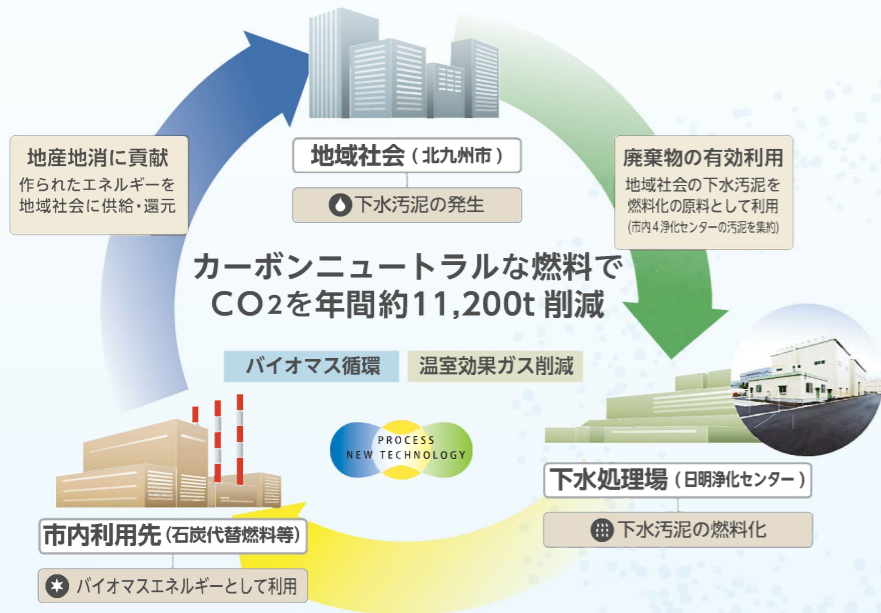 地域社会(北九州市)
下水汚泥の発生
地産地消に貢献
作られたエネルギーを
地域社会に供給・還元
廃棄物の有効利用
地域社会の下水汚泥を
燃料化の原料として利用
(市内4浄化センターの汚泥を集約)
カーボンニュートラルな燃料で
CO2を年間約11,200t 削減
バイオマス循環
温室効果ガス削減
PROCESS
NEW TECHNOLOGY
下水処理場(日明浄化センター)
下水汚泥の燃料化
市内利用先(石炭代替燃料等)
バイオマスエネルギーとして利用